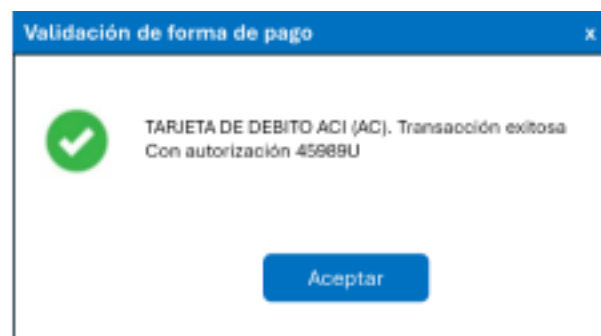 Validación de forma de pago x
TARJETA DE DEBITO ACI (AC). Transacción exitosa
Con autorización 45989U
Aceptar